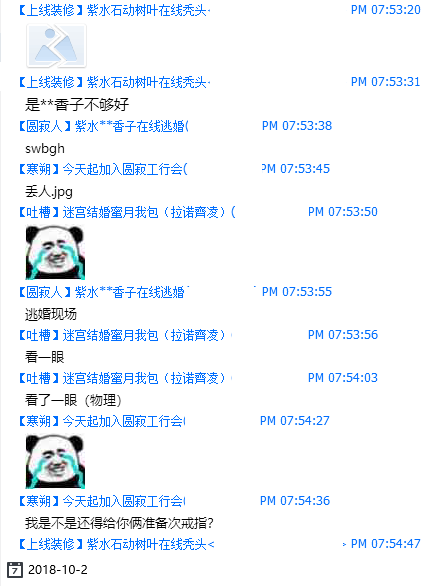 【上线装修】紫水石动树叶在线秃头· PM 07:53:20
【上线装修】紫水石动树叶在线秃头· PM 07:53:31
是**香子不够好
【圆寂人】紫水**香子在线逃婚( PM 07:53:38
swbgh
【寒朔】今天起加入圆寂工行会( PM 07:53:45
丢人.jpg
【吐槽】迷宫结婚蜜月我包（拉诺齊凌）( PM 07:53:50
【圆寂人】紫水**香子在线逃婚 PM 07:53:55
逃婚现场
【吐槽】迷宫结婚蜜月我包（拉诺齊凌）( PM 07:53:56
看一眼
【吐槽】迷宫结婚蜜月我包（拉诺齊凌） PM 07:54:03
看了一眼（物理）
【寒朔】今天起加入圆寂工行会( PM 07:54:27
【寒朔】今天起加入圆寂工行会( PM 07:54:36
我是不是还得给你俩准备次戒指?
【上线装修】紫水石动树叶在线秃头< > PM 07:54:47
7 2018-10-2